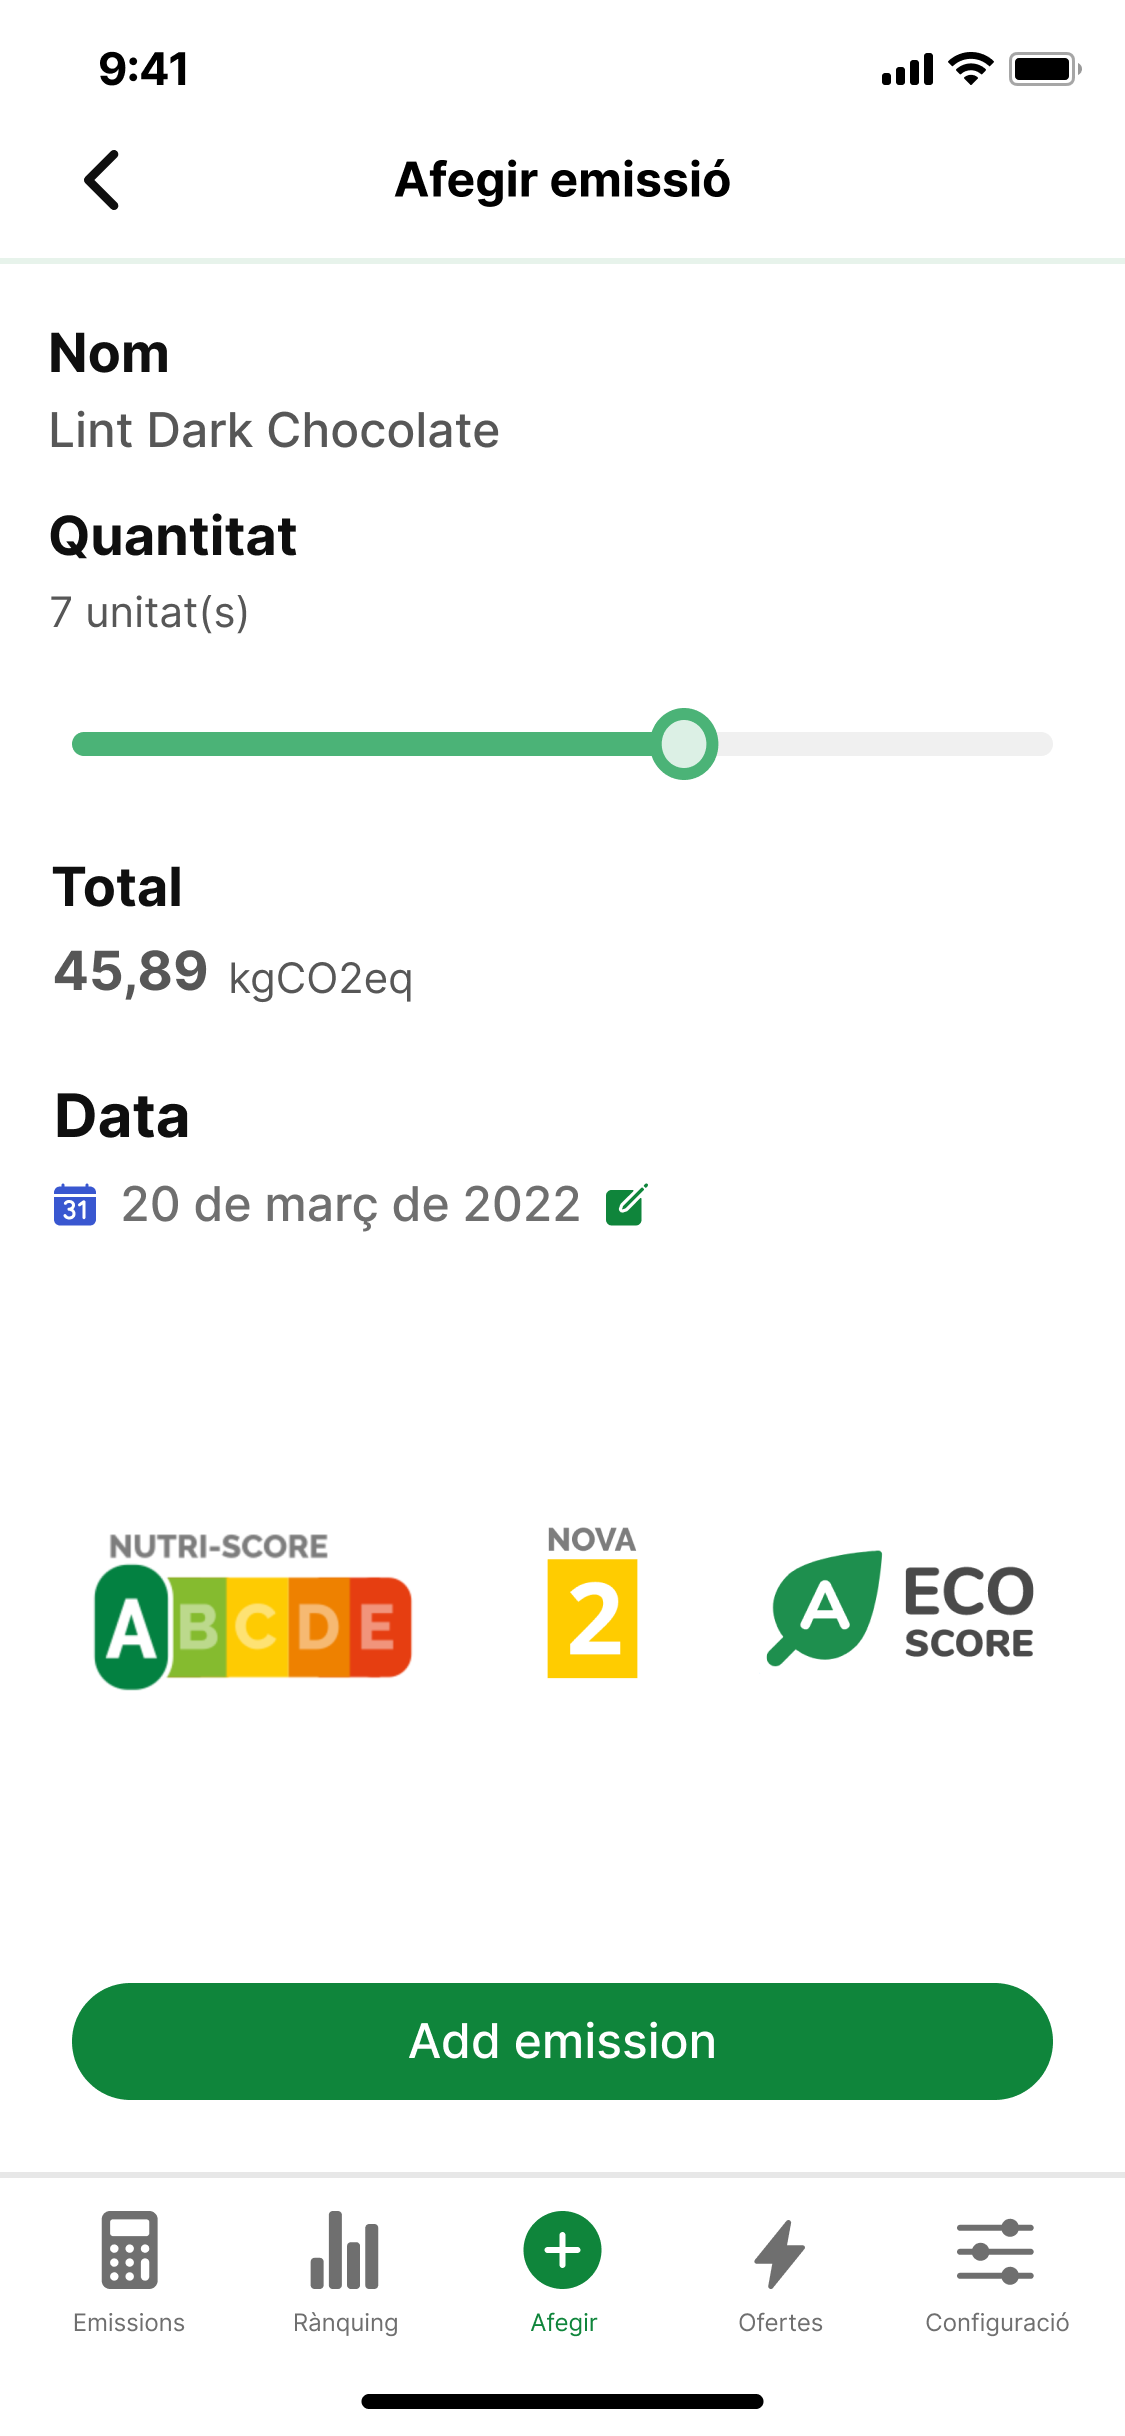 9:41
Afegir emissió
Nom
Lint Dark Chocolate
Quantitat
7 unitat(s)
Total
45,89 kgCO2eq
Data
31 20 de març de 2022
NUTRI-SCORE
A B C D E
NOVA
2
A ECO
SCORE
Add emission
Emissions Rànquing Afegir Ofertes Configuració